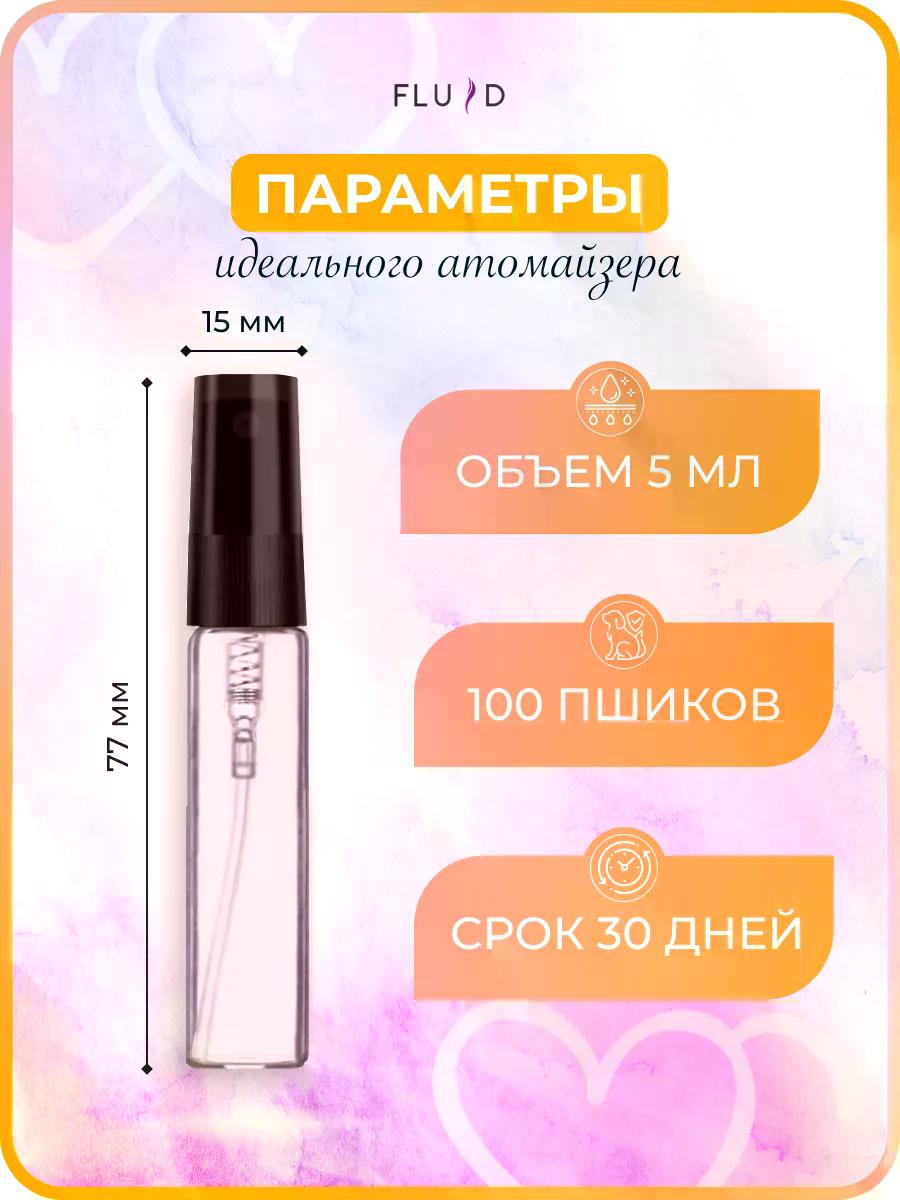 FLUID
ПАРАМЕТРЫ
идеального атомайзера
15 мм
77 мм
ОБЪЕМ 5 МЛ
100 ПШИКОВ
СРОК 30 ДНЕЙ